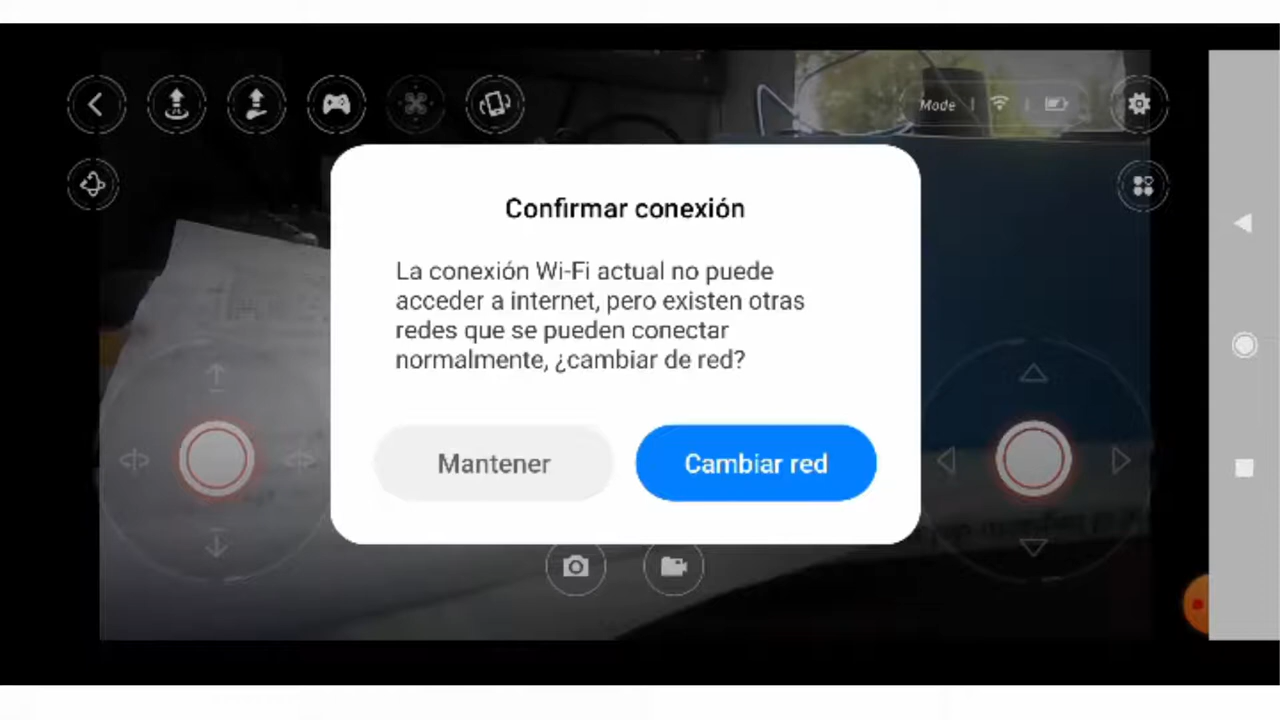 Mode
Confirmar conexión
La conexión Wi-Fi actual no puede
acceder a internet, pero existen otras
redes que se pueden conectar
normalmente, ¿cambiar de red?
Mantener
Cambiar red